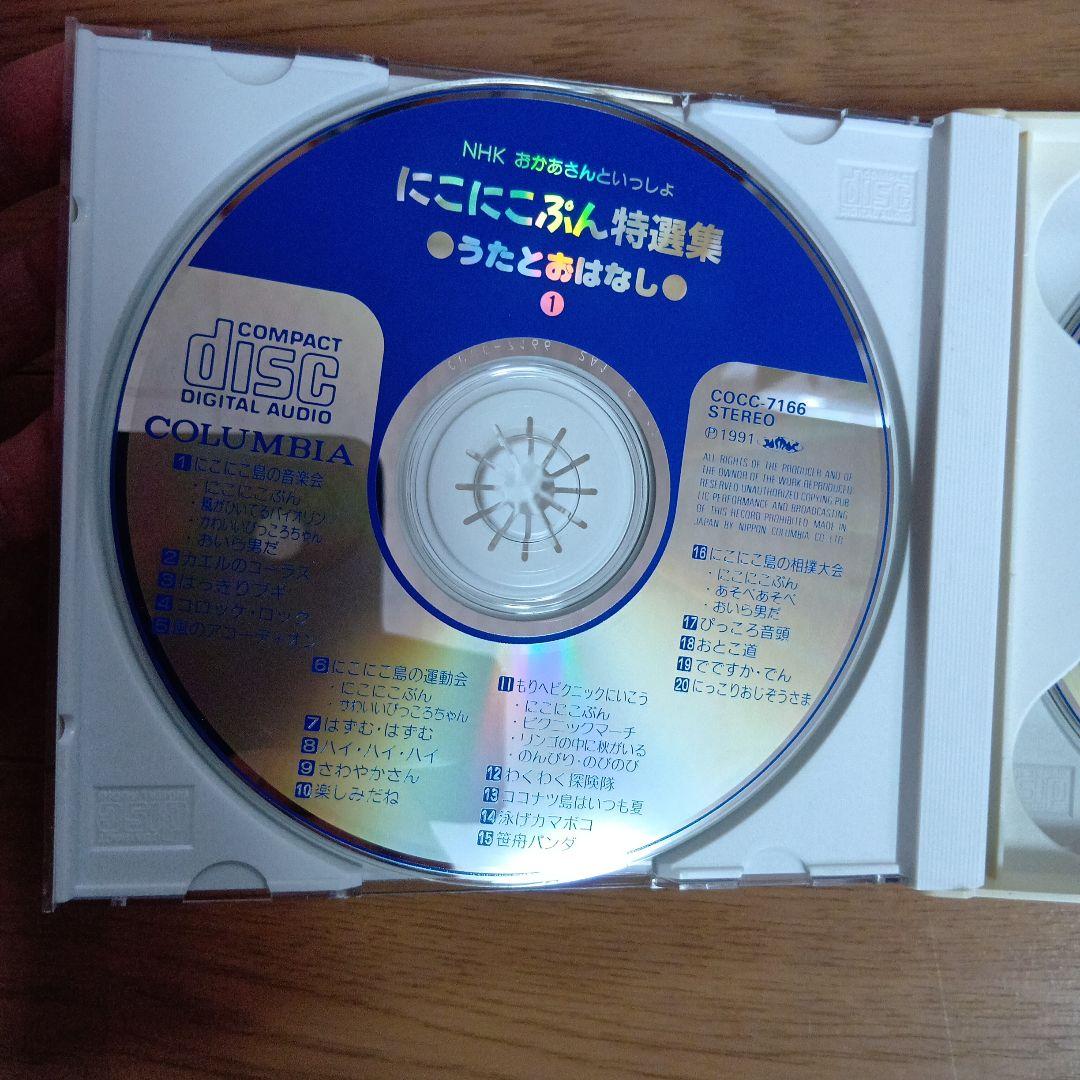 NHK おかあさんといっしょ
にこにこぷん特選集
●うたとおはなし●
1
COMPACT
disc
DIGITAL AUDIO
COLUMBIA
1 にこにこ島の音楽会
・にこにこぷん
・風がひいてるバイオリン
・かわいいぴっころちゃん
・おいら男だ
2 カエルのコーラス
3 はっきりブギ
4 コロッケ・ロック
5 風のアコーディオン
6 にこにこ島の運動会
・にこにこぷん
・かわいいぴっころちゃん
7 はずむ・はずむ
8 ハイ・ハイ・ハイ
9 さわやかさん
10 楽しみだね
11 もりへピクニックにいこう
・にこにこぷん
・ピクニックマーチ
・リンゴの中に秋がいる
・のんびり・のびのび
12 わくわく探険隊
13 ココナツ島はいつも夏
14 泳げカマボコ
15 笹舟パンダ
COCC-7166
STEREO
Ⓟ1991
ALL RIGHTS OF THE PRODUCER AND OF
THE OWNER OF THE WORK REPRODUCED
RESERVED UNAUTHORIZED COPYING PUB
LIC PERFORMANCE AND BROADCASTING
OF THIS RECORD PROHIBITED MADE IN
JAPAN BY NIPPON COLUMBIA CO LTD
16 にこにこ島の相撲大会
・にこにこぷん
・あそべあそべ
・おいら男だ
17 ぴっころ音頭
18 おとこ道
19 でですか・でん
20 にっこりおじぞうさま
disc